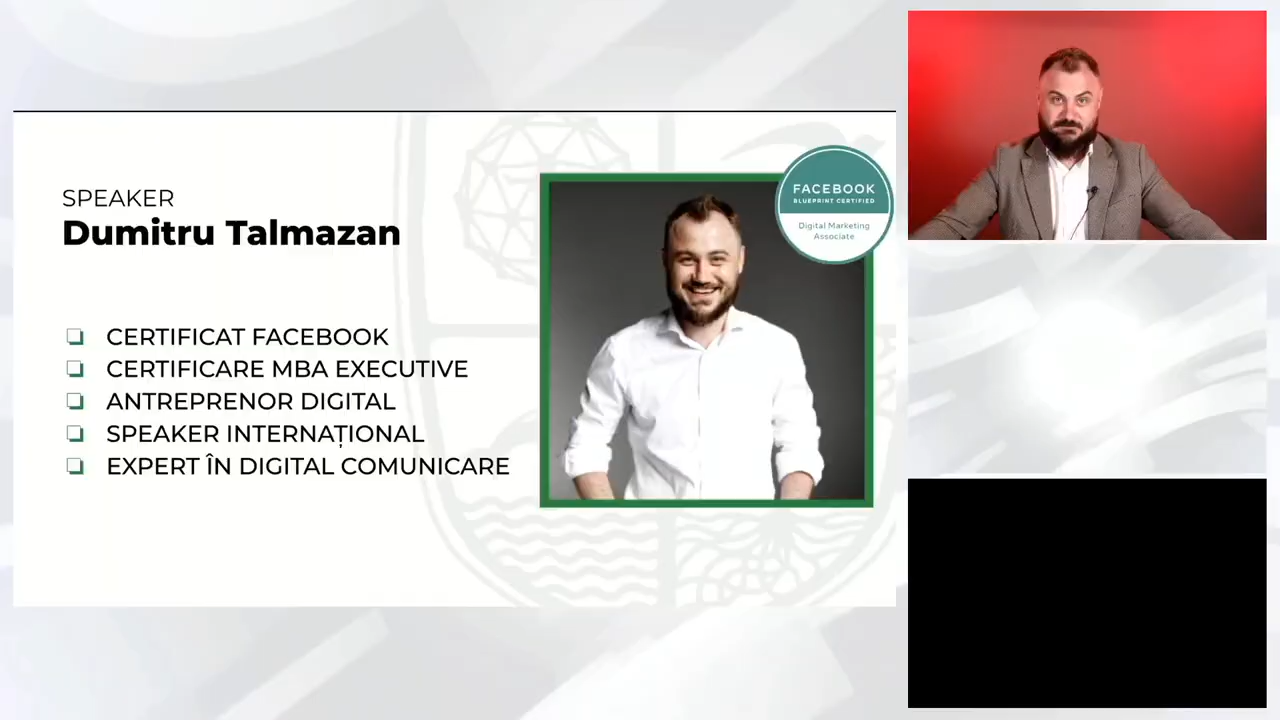 SPEAKER
Dumitru Talmazan
CERTIFICAT FACEBOOK
CERTIFICARE MBA EXECUTIVE
ANTREPRENOR DIGITAL
SPEAKER INTERNAȚIONAL
EXPERT ÎN DIGITAL COMUNICARE
FACEBOOK
BLUEPRINT CERTIFIED
Digital Marketing
Associate